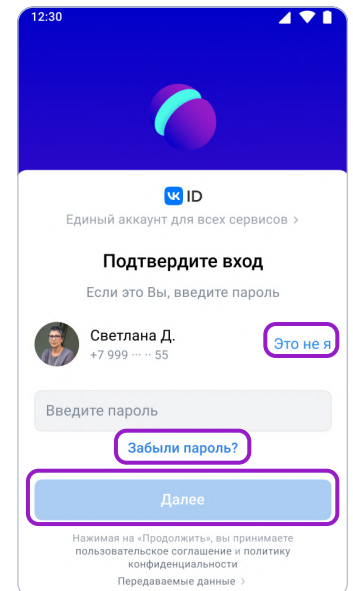 12:30
VK ID
Единый аккаунт для всех сервисов >
Подтвердите вход
Если это Вы, введите пароль
Светлана Д.
+7 999 ··· ·· 55
Это не я
Введите пароль
Забыли пароль?
Далее
Нажимая на «Продолжить», вы принимаете
пользовательское соглашение и политику
конфиденциальности
Передаваемые данные >